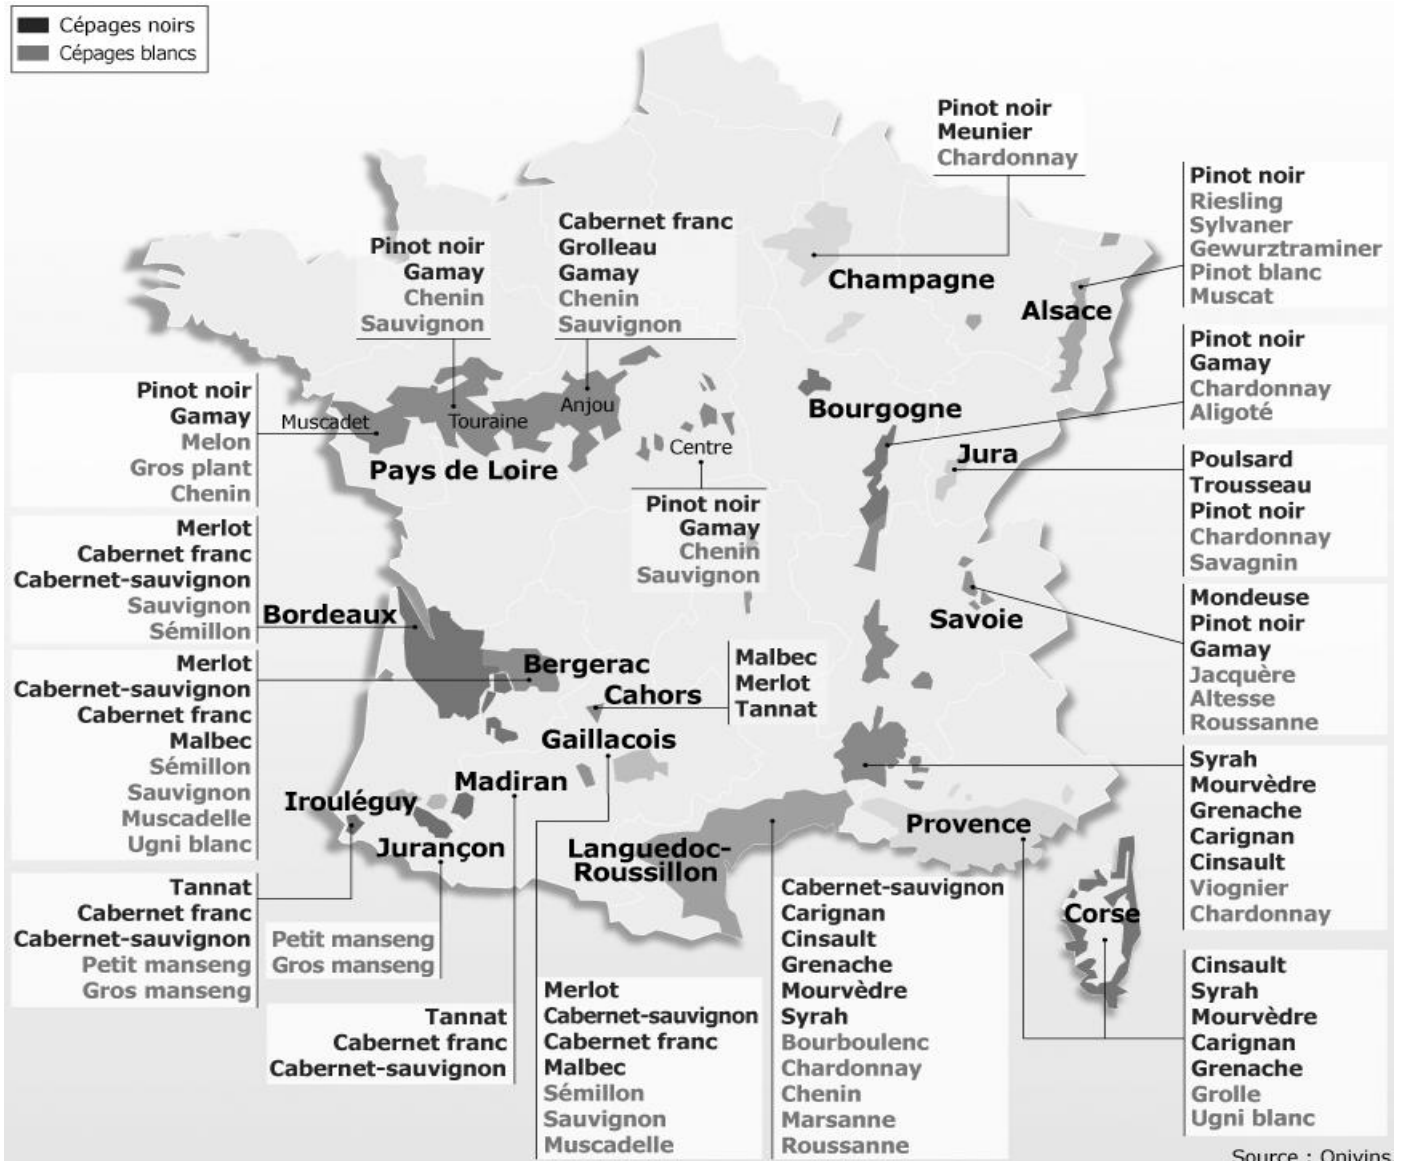 Cépages noirs
Cépages blancs
Pinot noir
Meunier
Chardonnay
Champagne
Pinot noir
Riesling
Sylvaner
Gewurztraminer
Pinot blanc
Muscat
Alsace
Pinot noir
Gamay
Chenin
Sauvignon
Cabernet franc
Grolleau
Gamay
Chenin
Sauvignon
Pinot noir
Gamay
Chardonnay
Aligoté
Bourgogne
Pinot noir
Gamay
Melon
Gros plant
Chenin
Muscadet
Touraine
Anjou
Pays de Loire
Centre
Pinot noir
Gamay
Chenin
Sauvignon
Jura
Poulsard
Trousseau
Pinot noir
Chardonnay
Savagnin
Merlot
Cabernet franc
Cabernet-sauvignon
Sauvignon
Sémillon
Bordeaux
Savoie
Mondeuse
Pinot noir
Gamay
Jacquère
Altesse
Roussanne
Merlot
Cabernet-sauvignon
Cabernet franc
Malbec
Sémillon
Sauvignon
Muscadelle
Ugni blanc
Bergerac
Cahors
Malbec
Merlot
Tannat
Gaillacois
Madiran
Irouléguy
Jurançon
Languedoc-
Roussillon
Provence
Corse
Syrah
Mourvèdre
Grenache
Carignan
Cinsault
Viognier
Chardonnay
Tannat
Cabernet franc
Cabernet-sauvignon
Petit manseng
Gros manseng
Petit manseng
Gros manseng
Tannat
Cabernet franc
Cabernet-sauvignon
Merlot
Cabernet-sauvignon
Cabernet franc
Malbec
Sémillon
Sauvignon
Muscadelle
Cabernet-sauvignon
Carignan
Cinsault
Grenache
Mourvèdre
Syrah
Bourboulenc
Chardonnay
Chenin
Marsanne
Roussanne
Cinsault
Syrah
Mourvèdre
Carignan
Grenache
Grolle
Ugni blanc
Source : Onivins